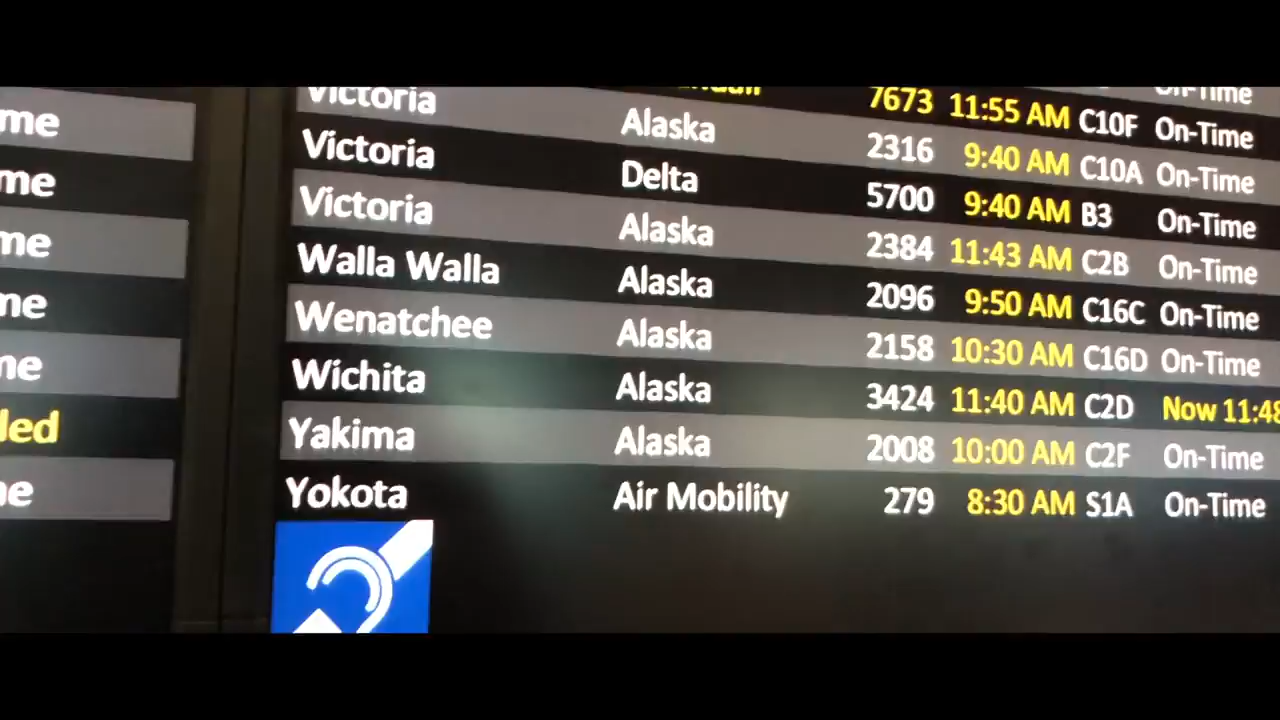 7673 11:55 AM C10F On-Time
me Victoria Alaska 2316 9:40 AM C10A On-Time
me Victoria Delta 5700 9:40 AM B3 On-Time
me Victoria Alaska 2384 11:43 AM C2B On-Time
me Walla Walla Alaska 2096 9:50 AM C16C On-Time
Wenatchee Alaska 2158 10:30 AM C16D On-Time
led Wichita Alaska 3424 11:40 AM C2D Now 11:48
Yakima Alaska 2008 10:00 AM C2F On-Time
Yokota Air Mobility 279 8:30 AM S1A On-Time